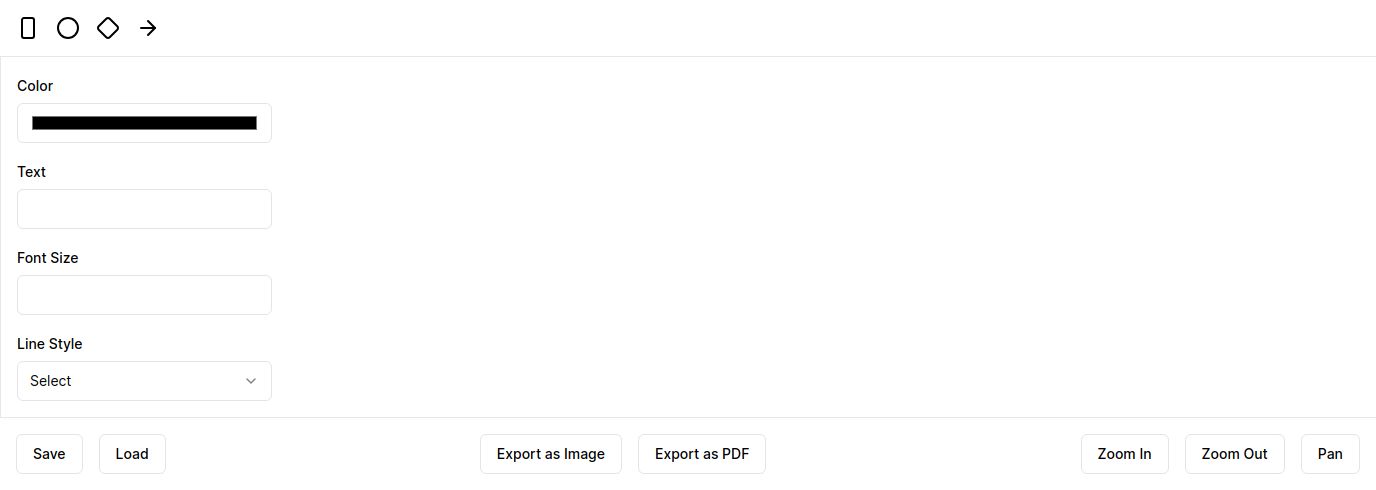 Color
Text
Font Size
Line Style
Select
Save Load Export as Image Export as PDF Zoom In Zoom Out Pan